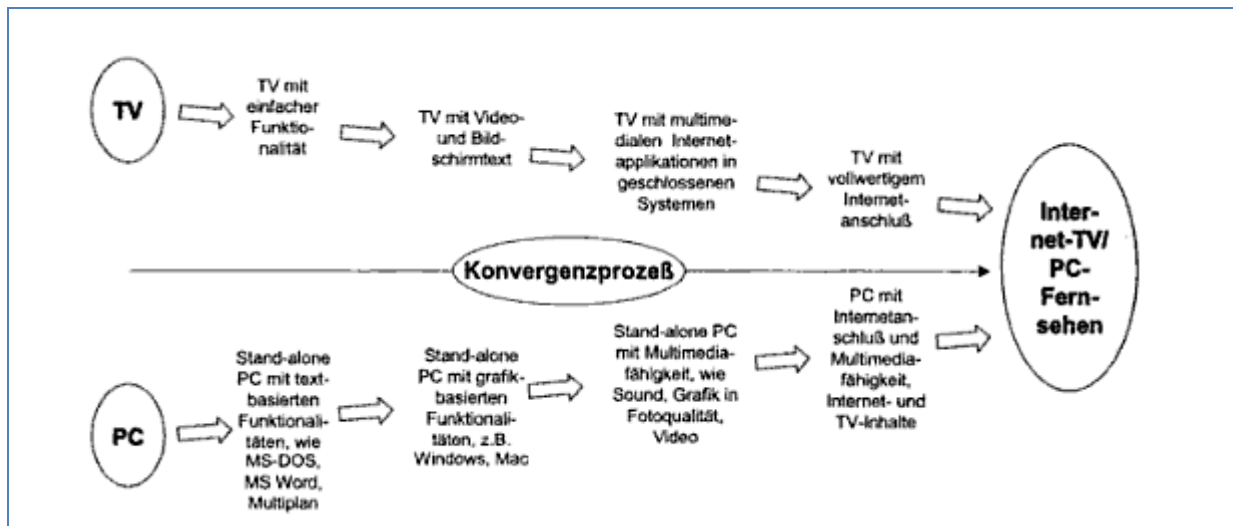 TV
TV mit
einfacher
Funktio-
nalität
TV mit Video-
und Bild-
schirmtext
TV mit multime-
dialen Internet-
applikationen in
geschlossenen
Systemen
TV mit
vollwertigem
Internet-
anschluß
Inter-
net-TV/
PC-
Fern-
sehen
Konvergenzprozeß
PC
Stand-alone
PC mit text-
basierten
Funktionali-
täten, wie
MS-DOS,
MS Word,
Multiplan
Stand-alone
PC mit grafik-
basierten
Funktionali-
täten, z.B.
Windows, Mac
Stand-alone PC
mit Multimedia-
fähigkeit, wie
Sound, Grafik in
Fotoqualität,
Video
PC mit
Internetan-
schluß und
Multimedia-
fähigkeit,
Internet- und
TV-Inhalte